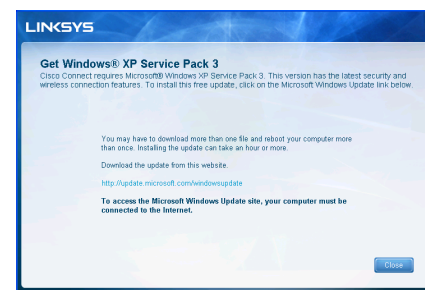 LINKSYS
Get Windows® XP Service Pack 3
Cisco Connect requires Microsoft® Windows XP Service Pack 3. This version has the latest security and
wireless connection features. To install this free update, click on the Microsoft Windows Update link below.
You may have to download more than one file and reboot your computer more
than once. Installing the update can take an hour or more.
Download the update from this website.
http://update.microsoft.com/windowsupdate
To access the Microsoft Windows Update site, your computer must be
connected to the Internet.
Close